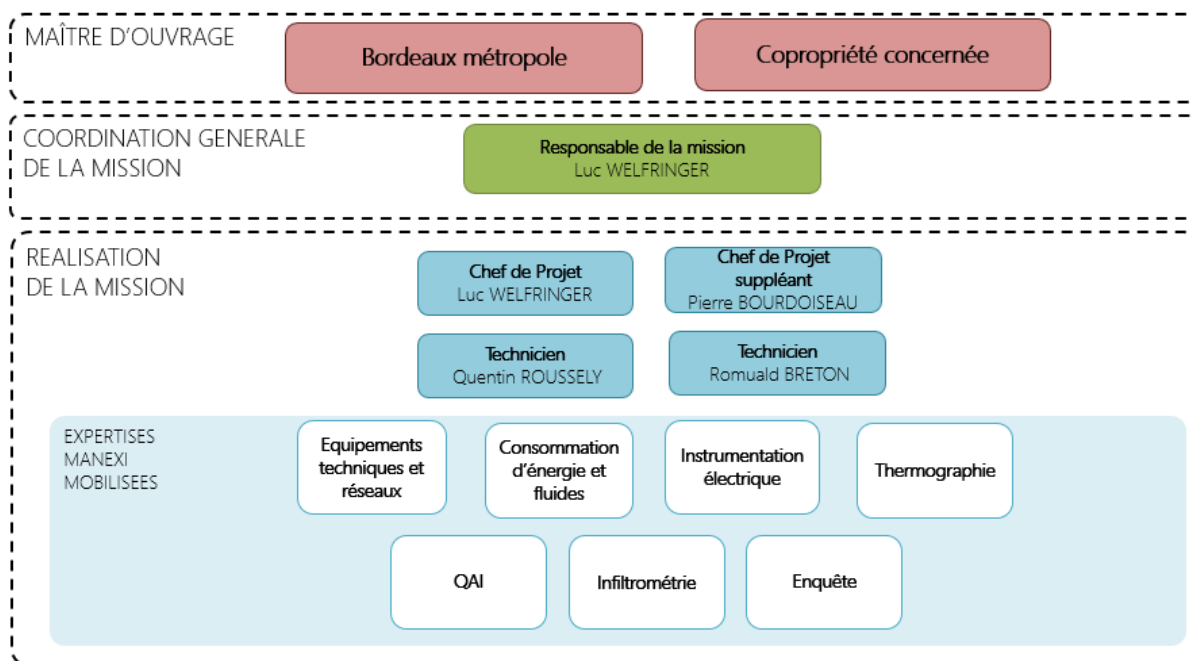 MAÎTRE D'OUVRAGE
Bordeaux métropole
Copropriété concernée
COORDINATION GENERALE
DE LA MISSION
Responsable de la mission
Luc WELFRINGER
REALISATION
DE LA MISSION
Chef de Projet
Luc WELFRINGER
Chef de Projet
suppléant
Pierre BOURDOISEAU
Technicien
Quentin ROUSSELY
Technicien
Romuald BRETON
EXPERTISES
MANEXI
MOBILISEES
Equipements
techniques et
réseaux
Consommation
d'énergie et
fluides
Instrumentation
électrique
Thermographie
QAI
Infiltrométrie
Enquête